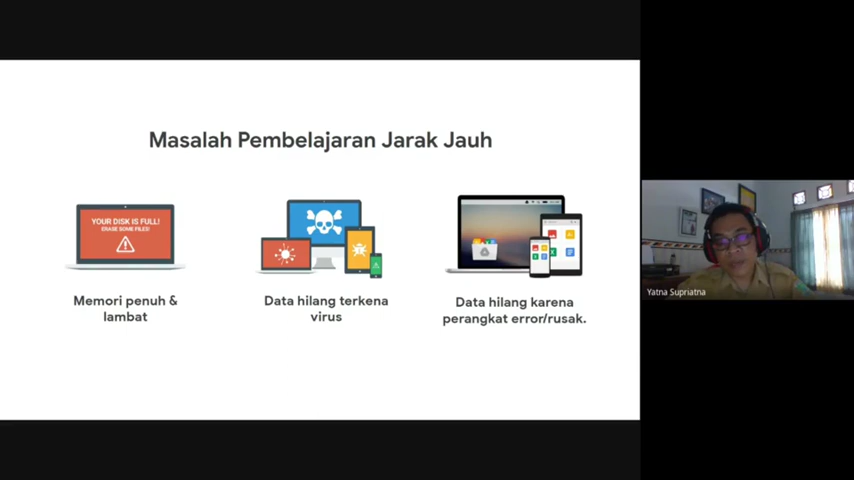 Masalah Pembelajaran Jarak Jauh
YOUR DISK IS FULL!
ERASE SOME FILES!
Memori penuh &
lambat
Data hilang terkena
virus
Data hilang karena
perangkat error/rusak.
Yatna Supriatna